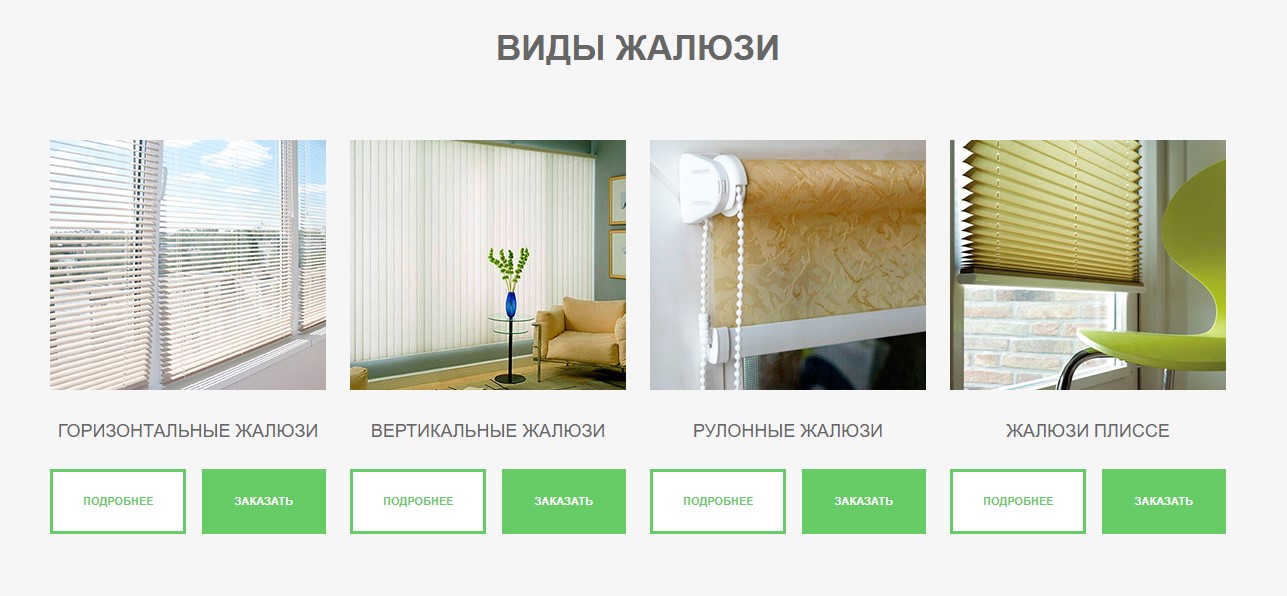 ВИДЫ ЖАЛЮЗИ
ГОРИЗОНТАЛЬНЫЕ ЖАЛЮЗИ
ВЕРТИКАЛЬНЫЕ ЖАЛЮЗИ
РУЛОННЫЕ ЖАЛЮЗИ
ЖАЛЮЗИ ПЛИССЕ
ПОДРОБНЕЕ
ЗАКАЗАТЬ
ПОДРОБНЕЕ
ЗАКАЗАТЬ
ПОДРОБНЕЕ
ЗАКАЗАТЬ
ПОДРОБНЕЕ
ЗАКАЗАТЬ